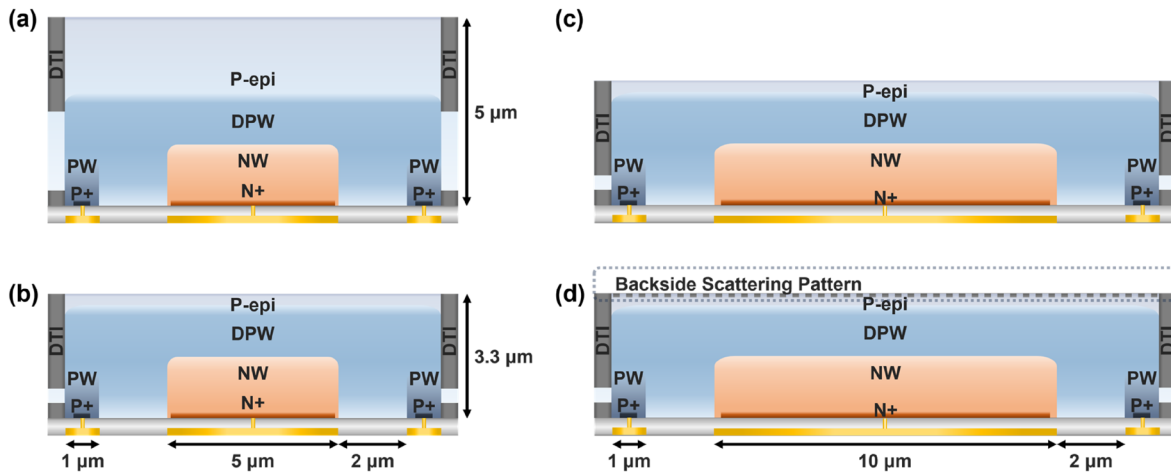 (a)
DTI
DTI
P-epi
DPW
5 µm
PW
NW
PW
P+
N+
P+
(c)
P-epi
DPW
DTI
DTI
NW
PW
PW
P+
N+
P+
(b)
P-epi
DPW
DTI
DTI
3.3 µm
PW
NW
PW
P+
N+
P+
1 µm
5 µm
2 µm
(d)
Backside Scattering Pattern
P-epi
DPW
DTI
DTI
NW
PW
PW
P+
N+
P+
1 µm
10 µm
2 µm